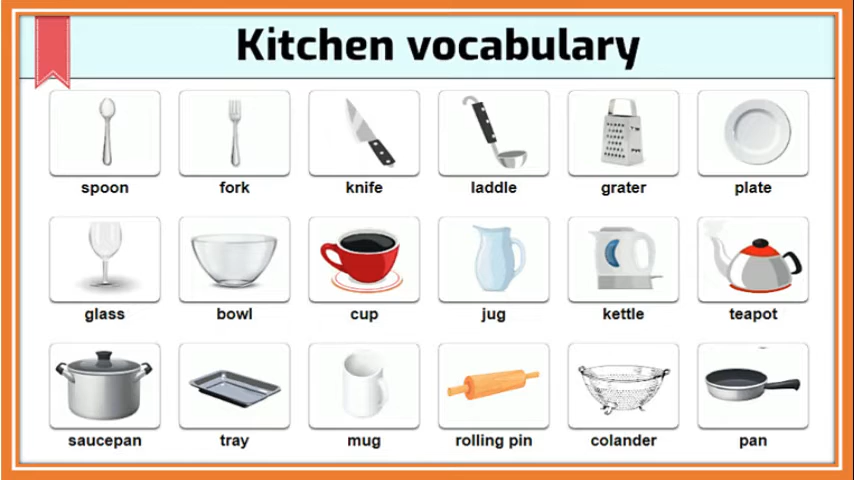 Kitchen vocabulary
spoon fork knife laddle grater plate
glass bowl cup jug kettle teapot
saucepan tray mug rolling pin colander pan